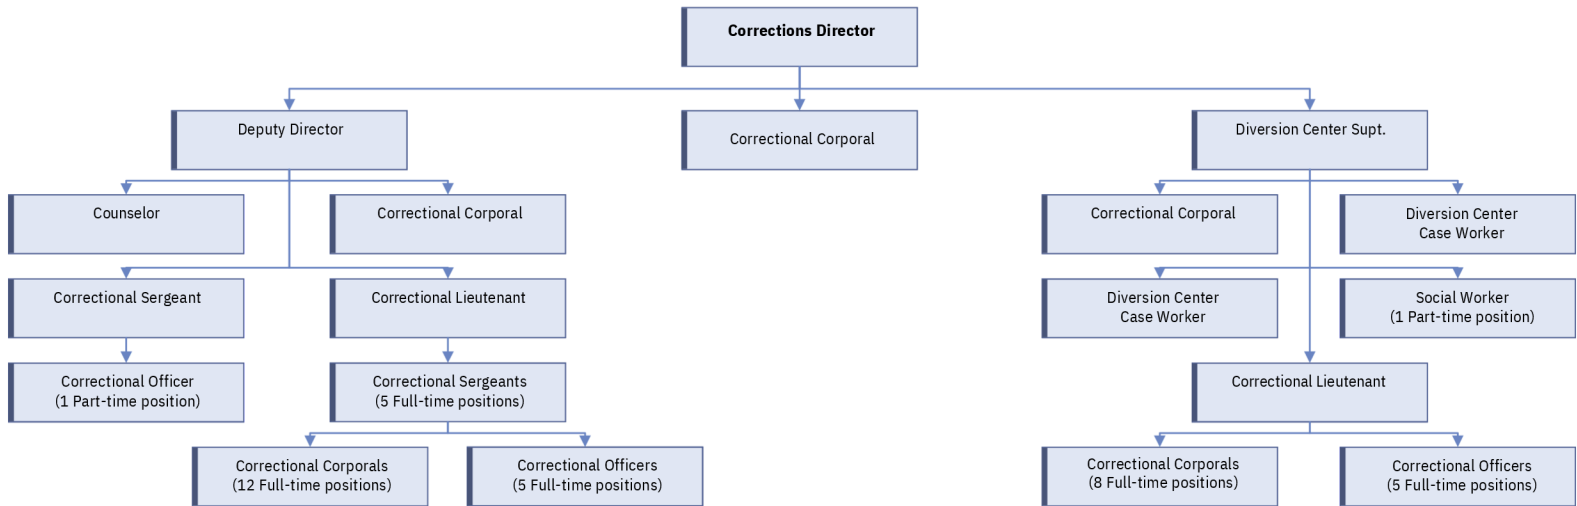 Corrections Director
Deputy Director
Correctional Corporal
Diversion Center Supt.
Counselor
Correctional Corporal
Correctional Corporal
Diversion Center
Case Worker
Correctional Sergeant
Correctional Lieutenant
Diversion Center
Case Worker
Social Worker
(1 Part-time position)
Correctional Officer
(1 Part-time position)
Correctional Sergeants
(5 Full-time positions)
Correctional Lieutenant
Correctional Corporals
(12 Full-time positions)
Correctional Officers
(5 Full-time positions)
Correctional Corporals
(8 Full-time positions)
Correctional Officers
(5 Full-time positions)